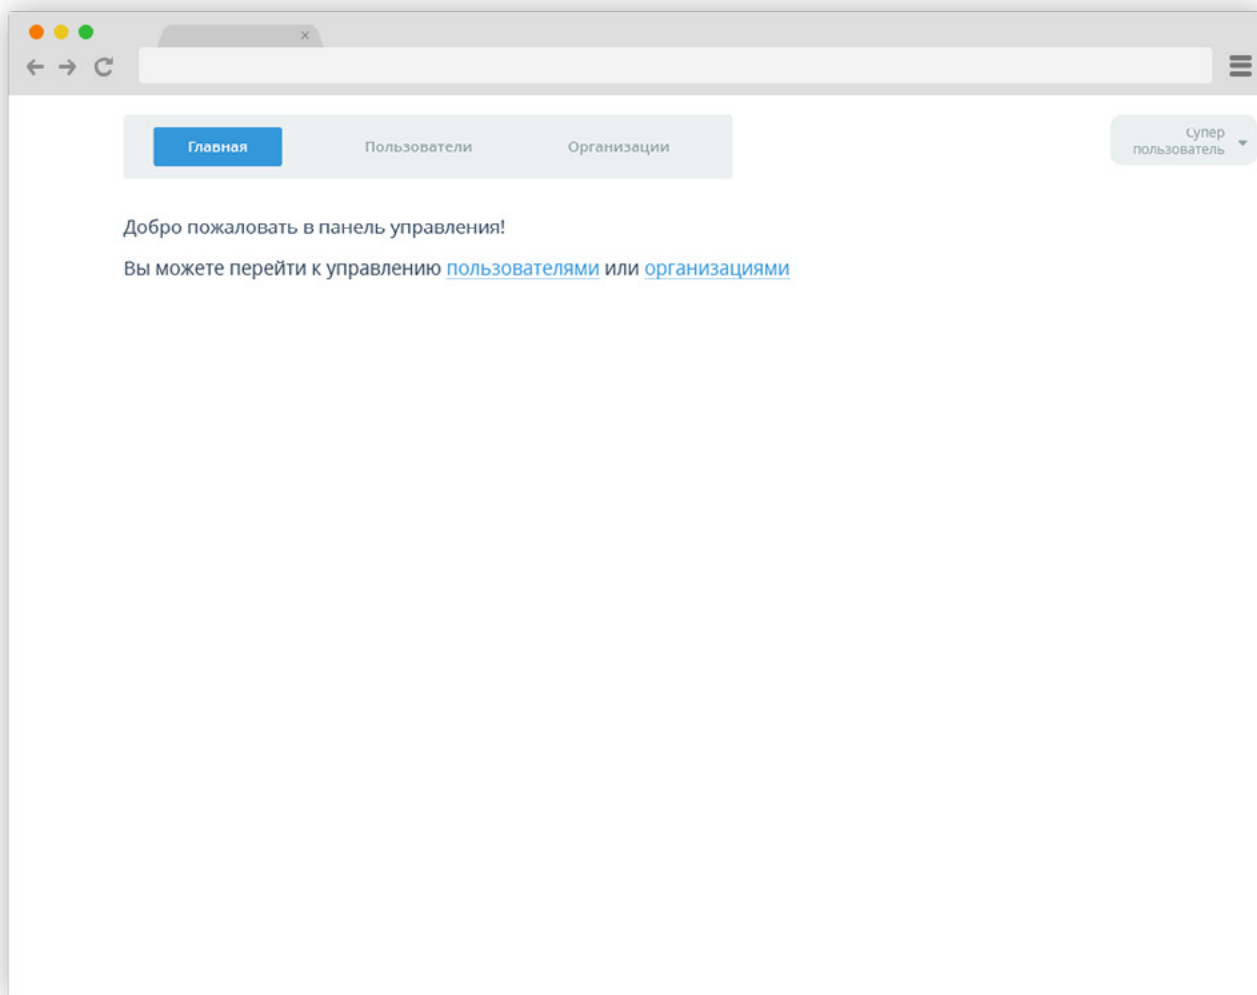 Главная Пользователи Организации
Супер
пользователь
Добро пожаловать в панель управления!
Вы можете перейти к управлению пользователями или организациями